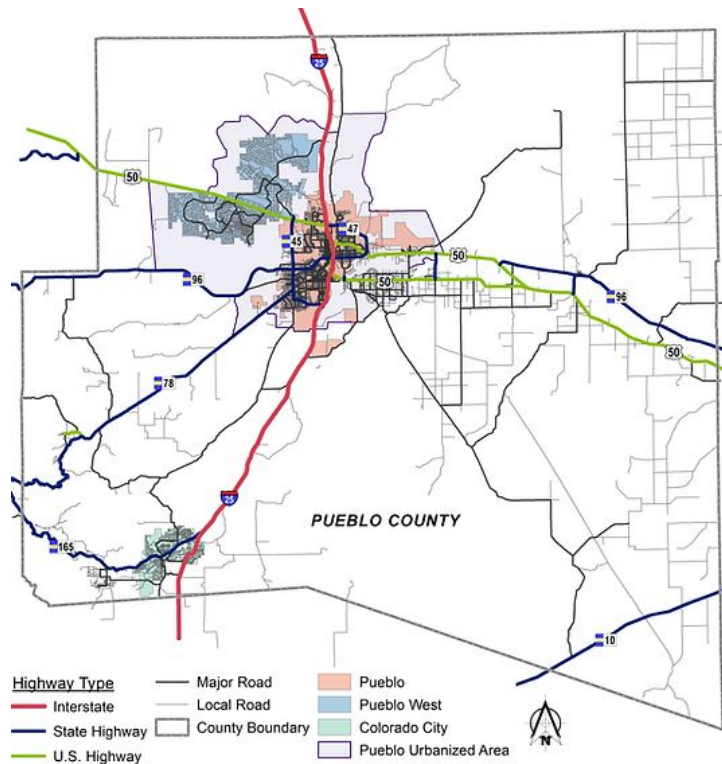 25
50
47
45
50
96
50
96
50
78
25
PUEBLO COUNTY
165
10
Highway Type
Interstate
State Highway
U.S. Highway
Major Road
Local Road
County Boundary
Pueblo
Pueblo West
Colorado City
Pueblo Urbanized Area
N